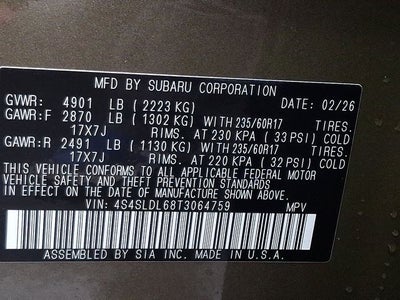 MFD BY SUBARU CORPORATION
GVWR: 4901 LB (2223 KG) DATE: 02/26
GAWR:F 2870 LB (1302 KG) WITH 235/60R17 TIRES.
17X7J RIMS. AT 230 KPA (33 PSI) COLD
GAWR:R 2491 LB (1130 KG) WITH 235/60R17 TIRES.
17X7J RIMS. AT 220 KPA (32 PSI) COLD
THIS VEHICLE CONFORMS TO ALL APPLICABLE FEDERAL MOTOR
VEHICLE SAFETY AND THEFT PREVENTION STANDARDS
IN EFFECT ON THE DATE OF MANUFACTURE SHOWN ABOVE.
VIN: 4S4SLDL68T3064759 MPV
ASSEMBLED BY SIA INC. MADE IN U.S.A.